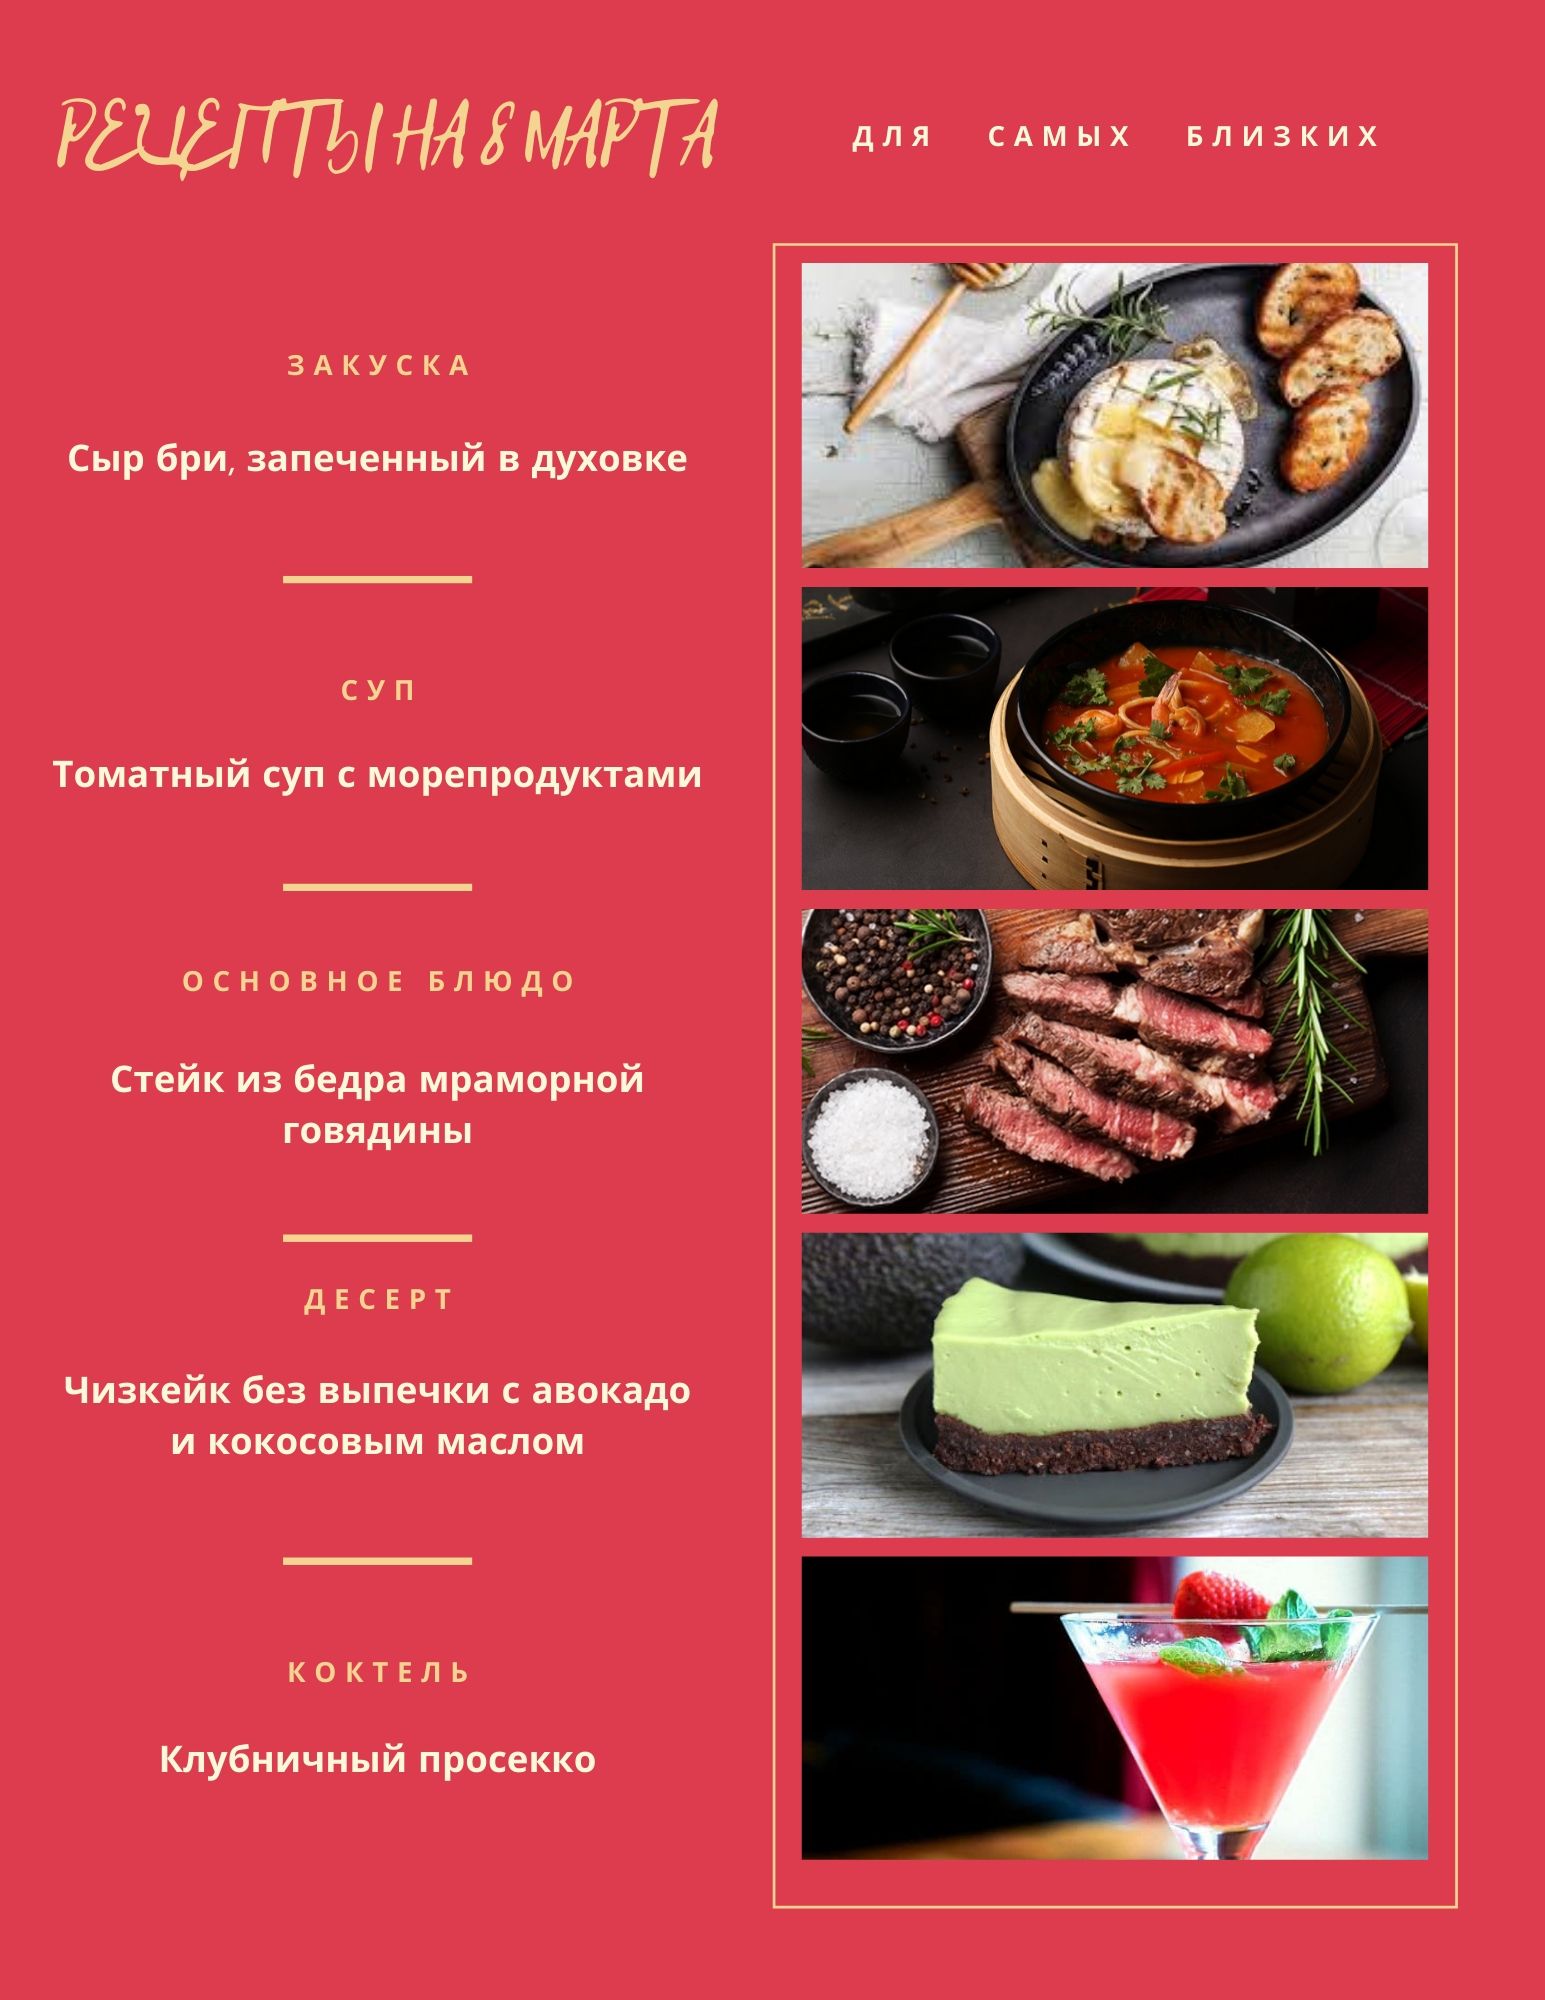 РЕЦЕПТЫ НА 8 МАРТА
ДЛЯ САМЫХ БЛИЗКИХ
ЗАКУСКА
Сыр бри, запеченный в духовке
СУП
Томатный суп с морепродуктами
ОСНОВНОЕ БЛЮДО
Стейк из бедра мраморной
говядины
ДЕСЕРТ
Чизкейк без выпечки с авокадо
и кокосовым маслом
КОКТЕЛЬ
Клубничный просекко